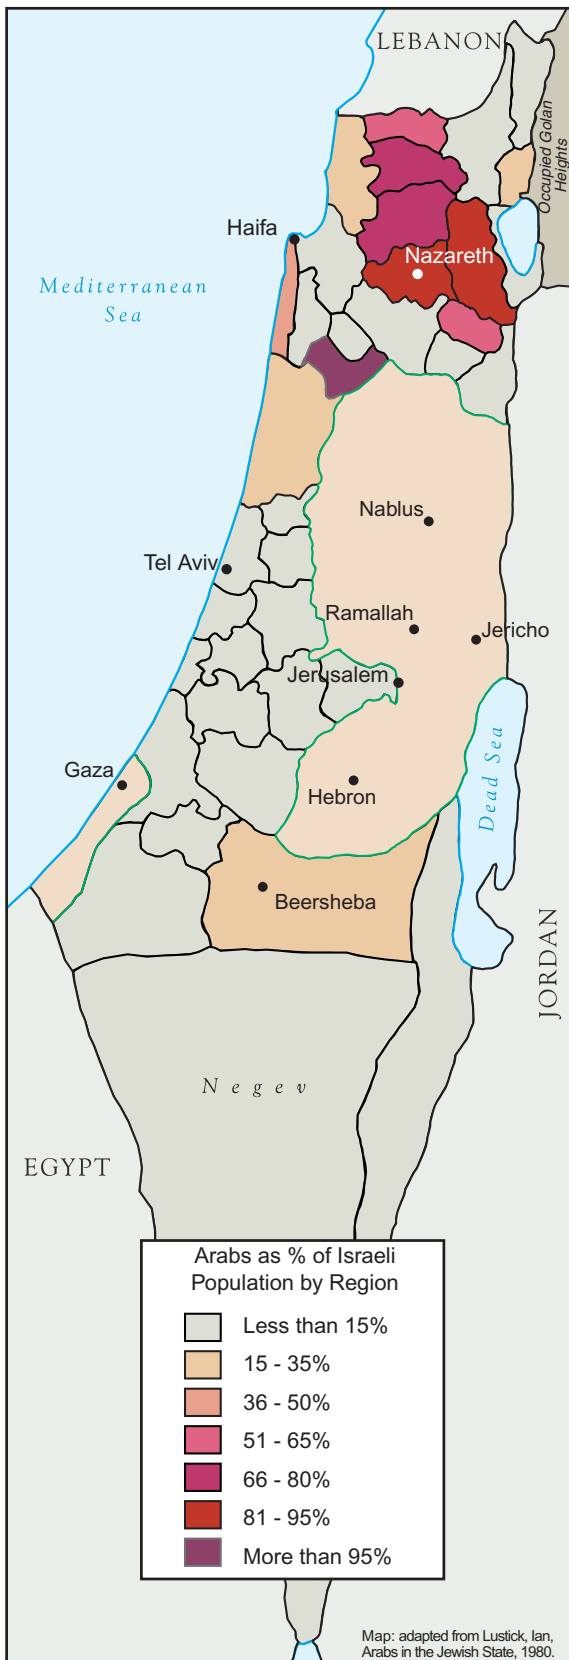 LEBANON
Occupied Golan
Heights
Haifa
Nazareth
Mediterranean
Sea
Nablus
Tel Aviv
Ramallah
Jericho
Jerusalem
Gaza
Hebron
Dead Sea
Beersheba
JORDAN
Negev
EGYPT
Arabs as % of Israeli
Population by Region
Less than 15%
15 - 35%
36 - 50%
51 - 65%
66 - 80%
81 - 95%
More than 95%
Map: adapted from Lustick, Ian,
Arabs in the Jewish State, 1980.